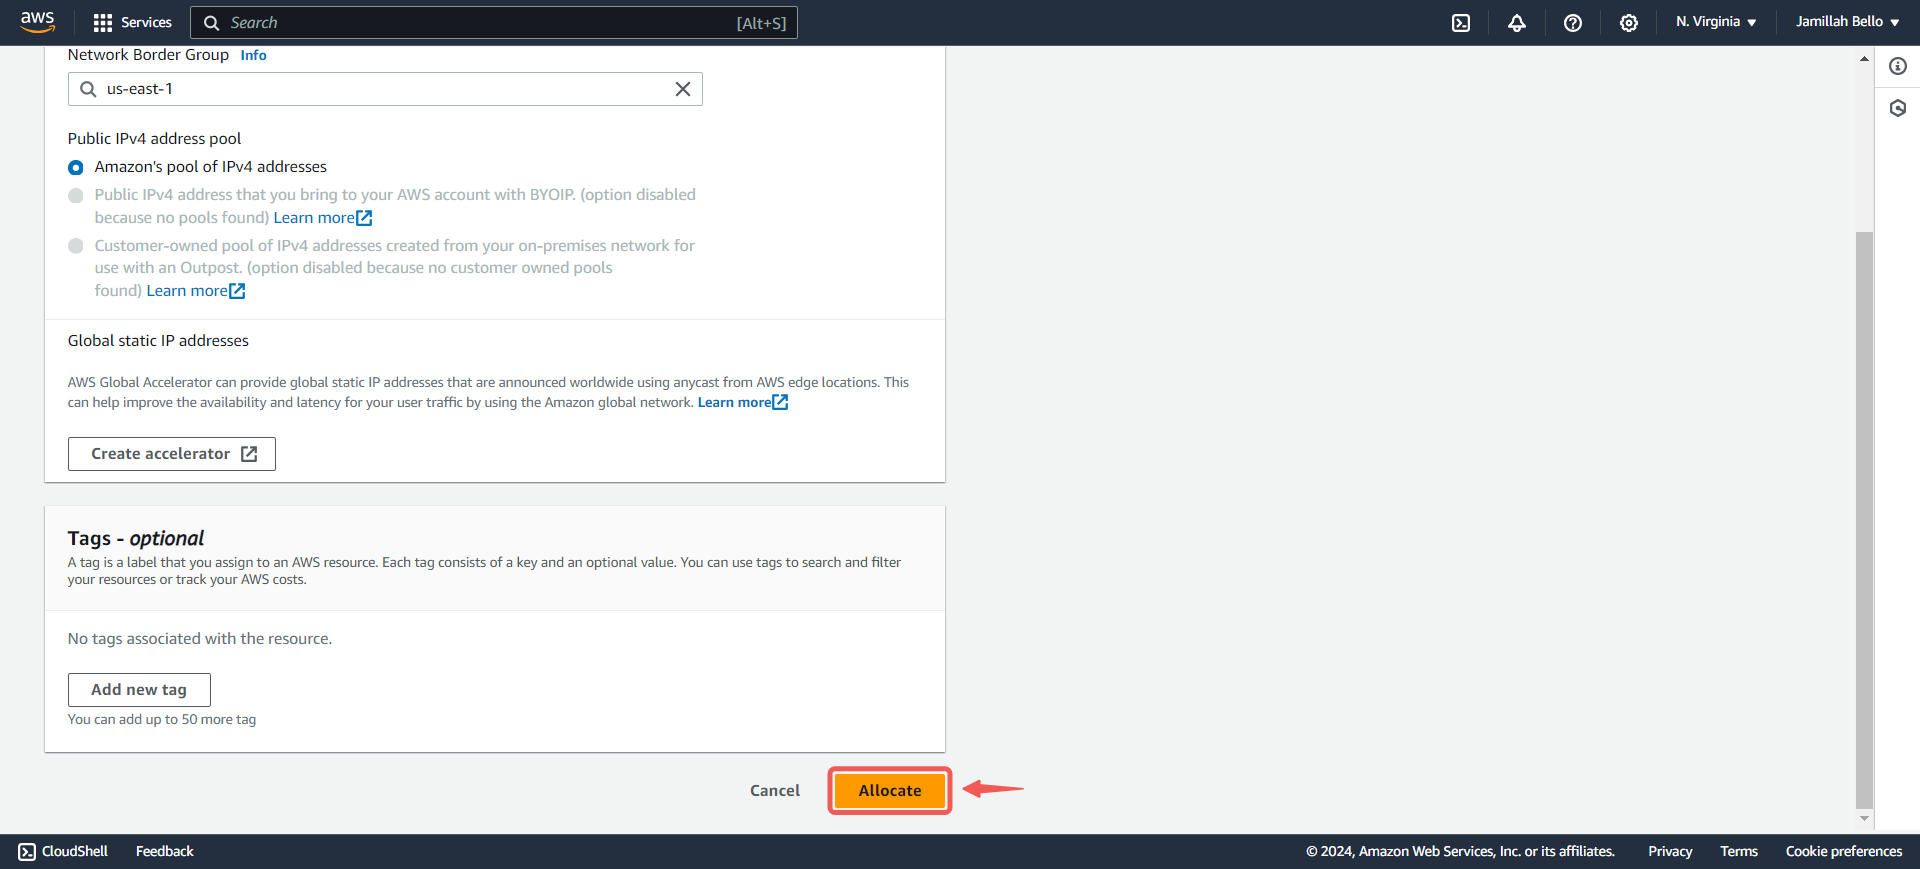 aws
Services
Search
[Alt+S]
N. Virginia
Jamillah Bello
Network Border Group Info
us-east-1
Public IPv4 address pool
Amazon's pool of IPv4 addresses
Public IPv4 address that you bring to your AWS account with BYOIP. (option disabled
because no pools found) Learn more
Customer-owned pool of IPv4 addresses created from your on-premises network for
use with an Outpost. (option disabled because no customer owned pools
found) Learn more
Global static IP addresses
AWS Global Accelerator can provide global static IP addresses that are announced worldwide using anycast from AWS edge locations. This
can help improve the availability and latency for your user traffic by using the Amazon global network. Learn more
Create accelerator
Tags - optional
A tag is a label that you assign to an AWS resource. Each tag consists of a key and an optional value. You can use tags to search and filter
your resources or track your AWS costs.
No tags associated with the resource.
Add new tag
You can add up to 50 more tag
Cancel
Allocate
CloudShell
Feedback
© 2024, Amazon Web Services, Inc. or its affiliates.
Privacy
Terms
Cookie preferences